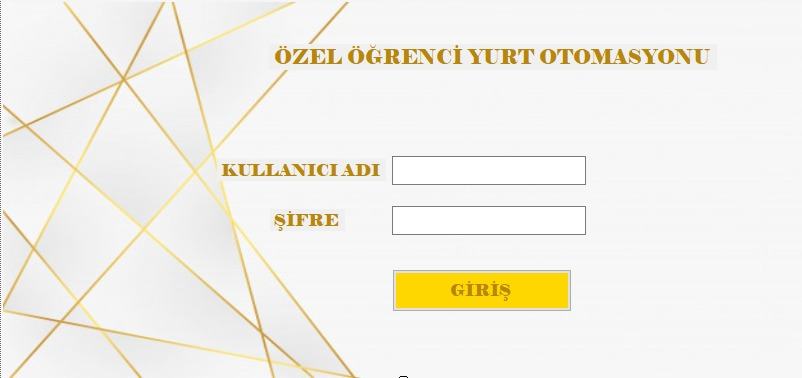 ÖZEL ÖĞRENCİ YURT OTOMASYONU
KULLANICI ADI
ŞİFRE
GİRİŞ